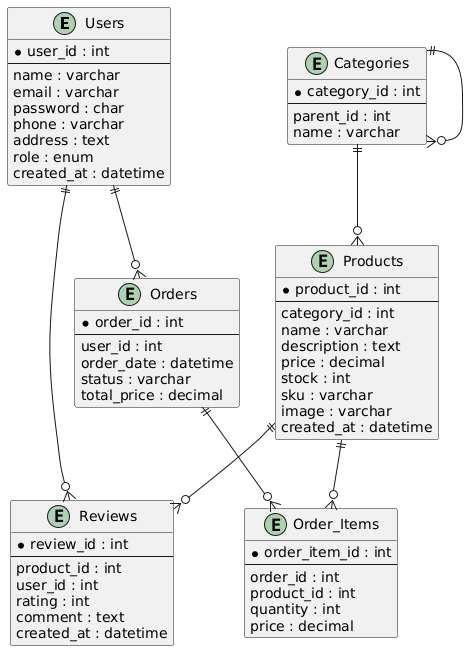 E Users
* user_id : int
name : varchar
email : varchar
password : char
phone : varchar
address : text
role : enum
created_at : datetime
E Categories
* category_id : int
parent_id : int
name : varchar
E Orders
* order_id : int
user_id : int
order_date : datetime
status : varchar
total_price : decimal
E Products
* product_id : int
category_id : int
name : varchar
description : text
price : decimal
stock : int
sku : varchar
image : varchar
created_at : datetime
E Reviews
* review_id : int
product_id : int
user_id : int
rating : int
comment : text
created_at : datetime
E Order_Items
* order_item_id : int
order_id : int
product_id : int
quantity : int
price : decimal